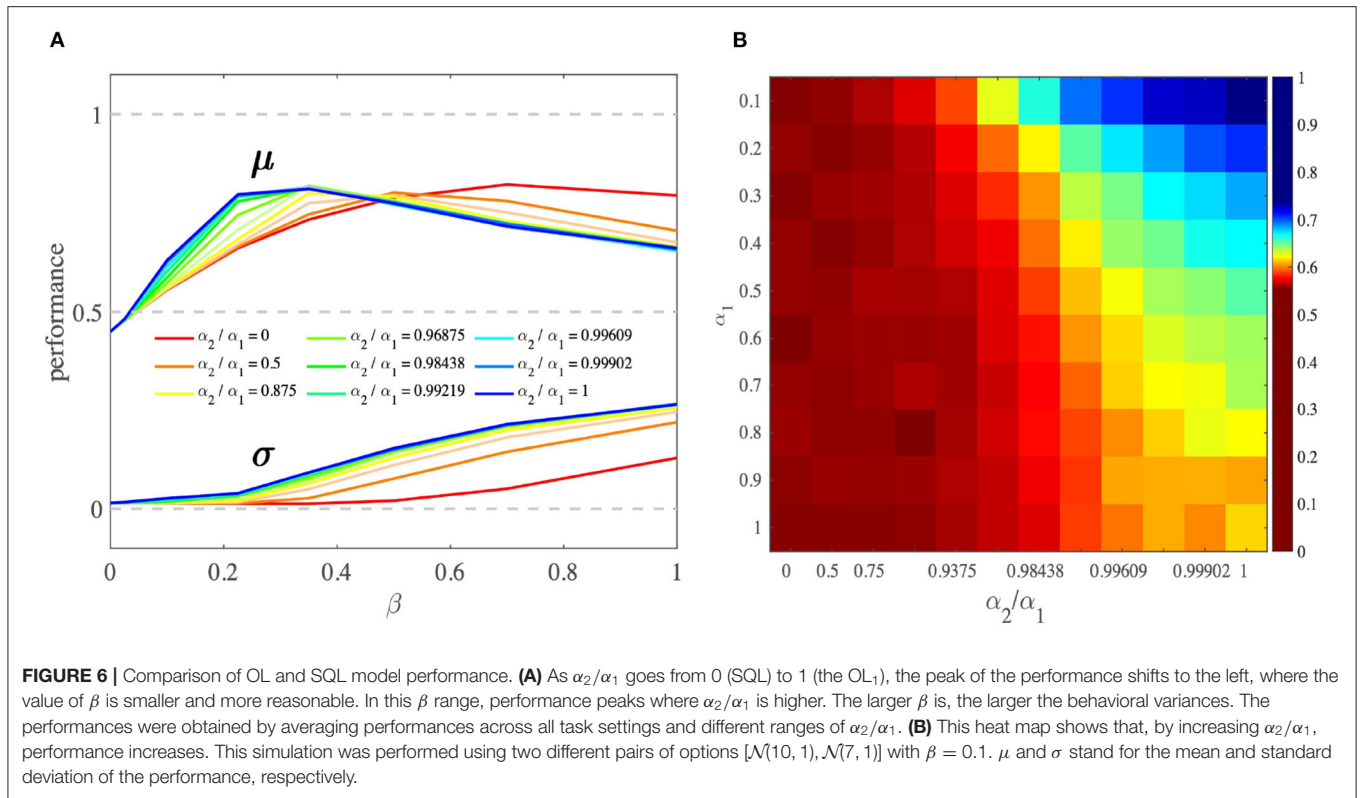 A
B
1
0.5
0
performance
μ
σ
α2 / α1 = 0
α2 / α1 = 0.96875
α2 / α1 = 0.99609
α2 / α1 = 0.5
α2 / α1 = 0.98438
α2 / α1 = 0.99902
α2 / α1 = 0.875
α2 / α1 = 0.99219
α2 / α1 = 1
0 0.2 0.4 0.6 0.8 1
β
0.1
0.2
0.3
0.4
0.5
0.6
0.7
0.8
0.9
1
α1
0 0.5 0.75 0.9375 0.98438 0.99609 0.99902 1
α2/α1
1
0.9
0.8
0.7
0.6
0.5
0.4
0.3
0.2
0.1
0
FIGURE 6 | Comparison of OL and SQL model performance. (A) As α2/α1 goes from 0 (SQL) to 1 (the OL1), the peak of the performance shifts to the left, where the
value of β is smaller and more reasonable. In this β range, performance peaks where α2/α1 is higher. The larger β is, the larger the behavioral variances. The
performances were obtained by averaging performances across all task settings and different ranges of α2/α1. (B) This heat map shows that, by increasing α2/α1,
performance increases. This simulation was performed using two different pairs of options [𝒩(10, 1), 𝒩(7, 1)] with β = 0.1. μ and σ stand for the mean and standard
deviation of the performance, respectively.